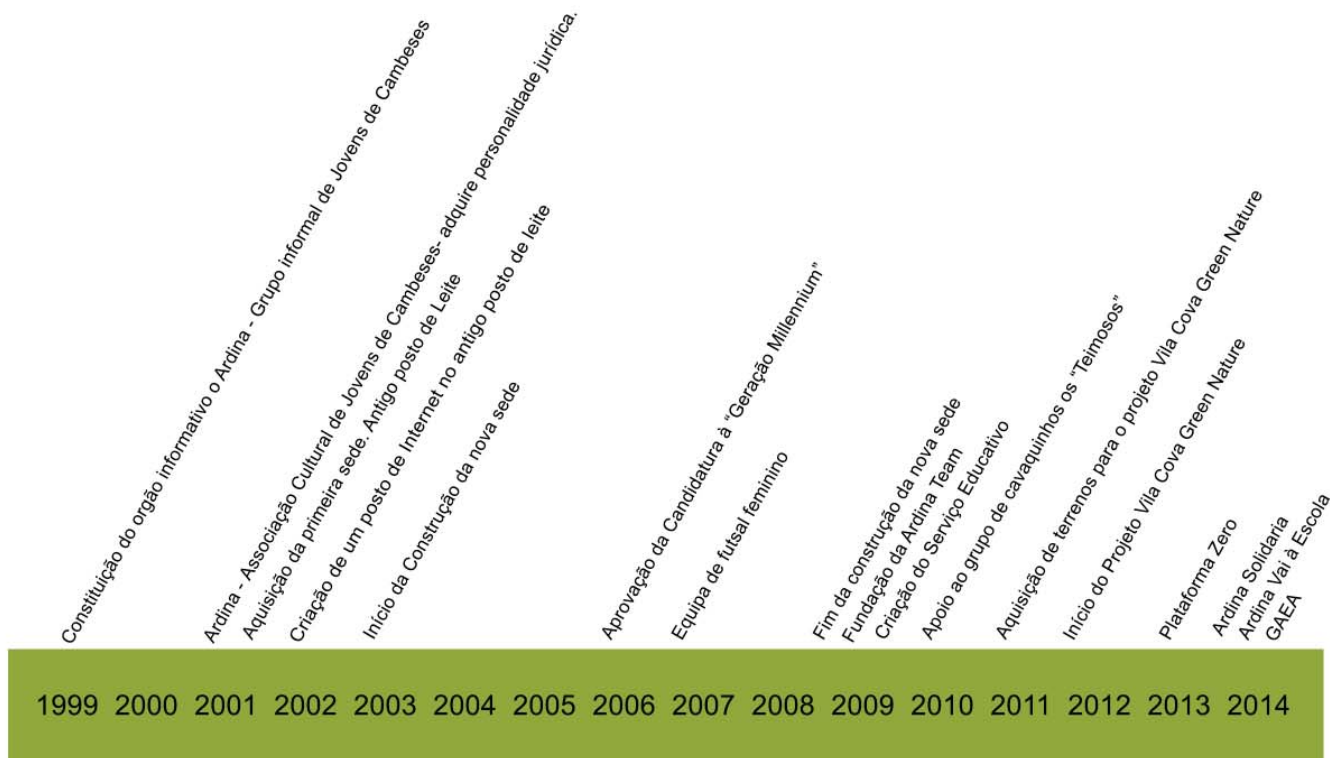 Constituição do orgão informativo o Ardina - Grupo informal de Jovens de Cambeses
Ardina - Associação Cultural de Jovens de Cambeses- adquire personalidade jurídica.
Aquisição da primeira sede. Antigo posto de Leite
Criação de um posto de Internet no antigo posto de leite
Início da Construção da nova sede
Aprovação da Candidatura à “Geração Millennium”
Equipa de futsal feminino
Fim da construção da nova sede
Fundação da Ardina Team
Criação do Serviço Educativo
Apoio ao grupo de cavaquinhos os “Teimosos”
Aquisição de terrenos para o projeto Vila Cova Green Nature
Início do Projeto Vila Cova Green Nature
Plataforma Zero
Ardina Solidaria
Ardina Vai à Escola
GAEA
1999 2000 2001 2002 2003 2004 2005 2006 2007 2008 2009 2010 2011 2012 2013 2014